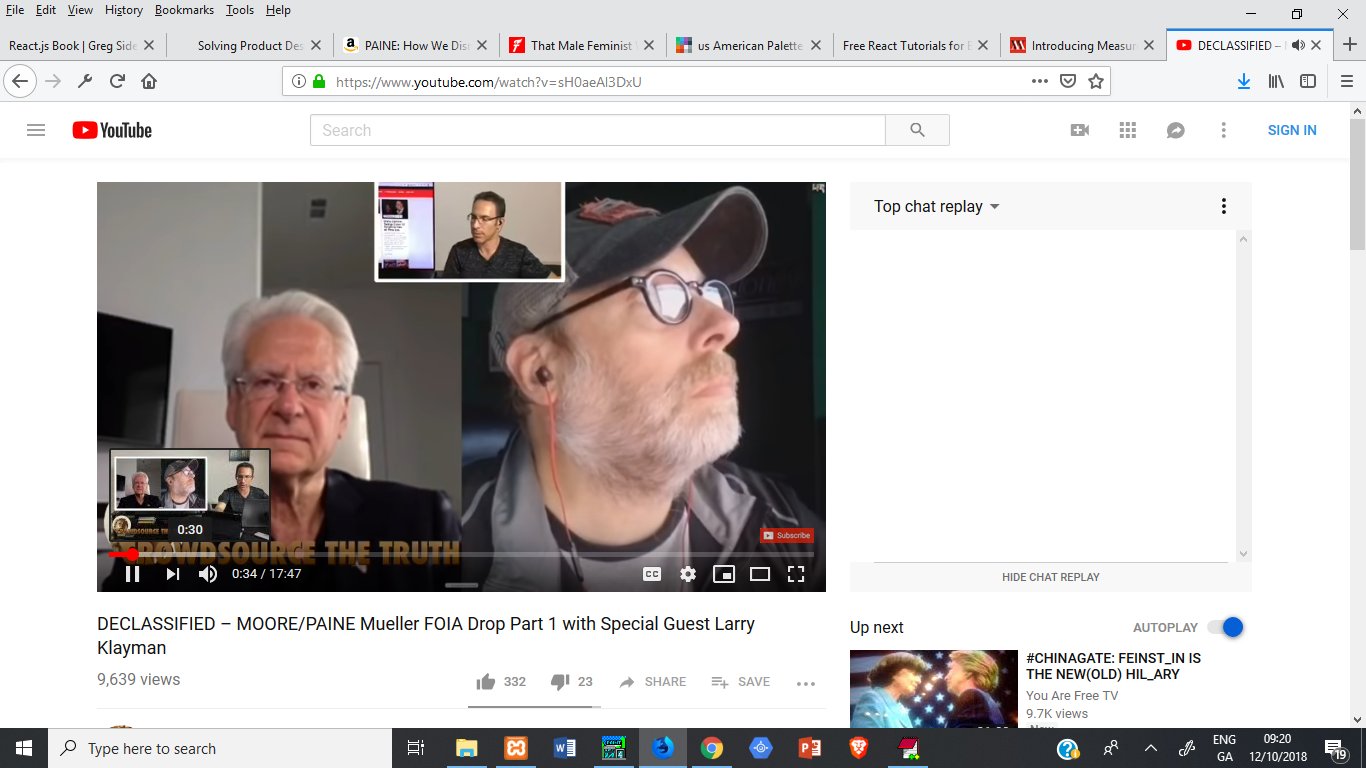 File Edit View History Bookmarks Tools Help
React.js Book | Greg Side
Solving Product Des
PAINE: How We Dis
That Male Feminist
us American Palette
Free React Tutorials for
Introducing Measur
DECLASSIFIED –
https://www.youtube.com/watch?v=sH0aeAl3DxU
YouTube
Search
SIGN IN
Top chat replay
Subscribe
0:30
CROWDSOURCE THE TRUTH
CC
0:34 / 17:47
HIDE CHAT REPLAY
DECLASSIFIED – MOORE/PAINE Mueller FOIA Drop Part 1 with Special Guest Larry
Klayman
9,639 views
332
23
SHARE
SAVE
Up next
AUTOPLAY
#CHINAGATE: FEINST_IN IS
THE NEW(OLD) HIL_ARY
You Are Free TV
9.7K views
New
Type here to search
ENG
GA
09:20
12/10/2018
19